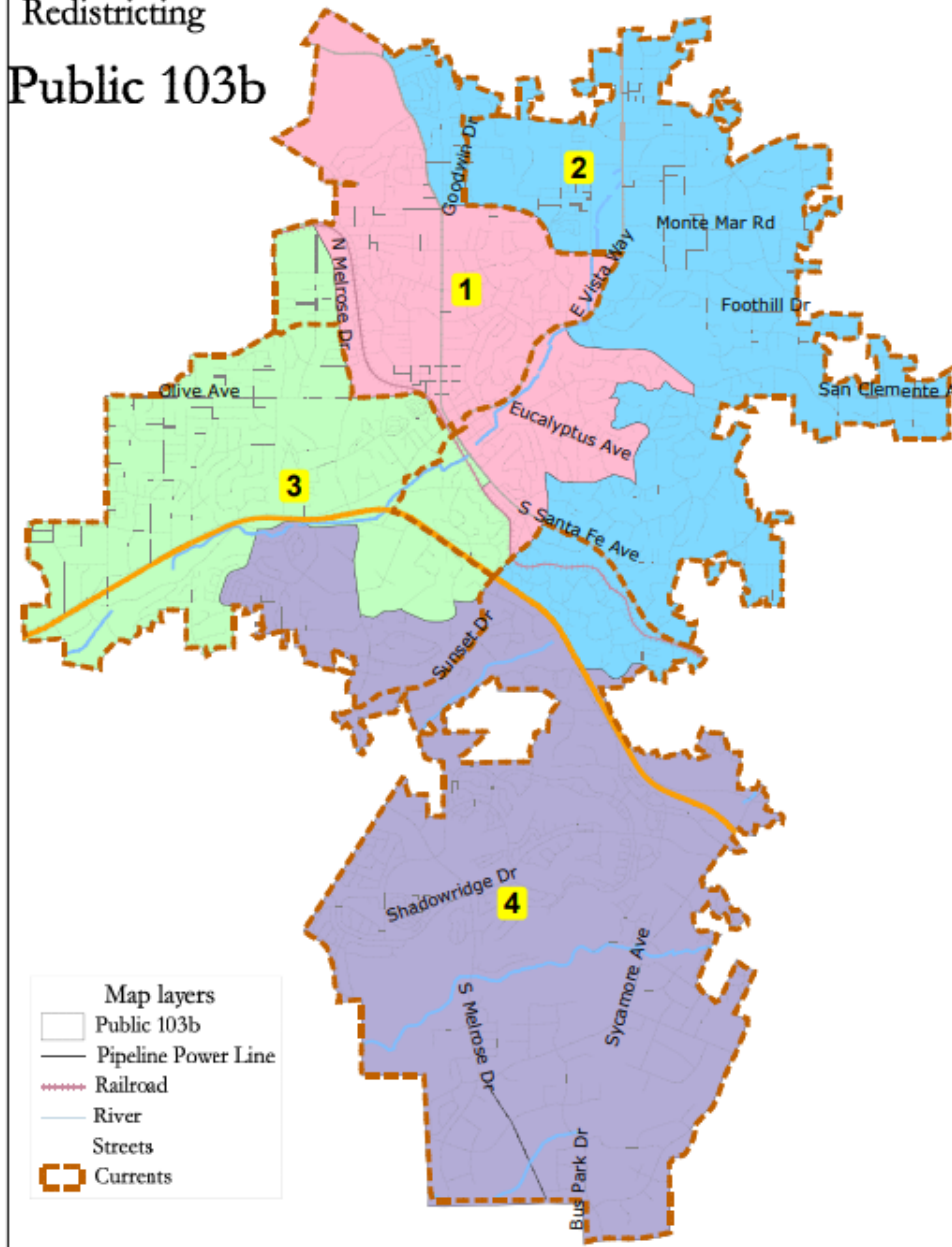 Redistricting
Public 103b
Goodwin Dr
2
Monte Mar Rd
N Melrose Dr
1
E Vista Way
Foothill Dr
Olive Ave
San Clemente A
Eucalyptus Ave
3
S Santa Fe Ave
Sunset Dr
Shadowridge Dr
4
Sycamore Ave
S Melrose Dr
Bus Park Dr
Map layers
Public 103b
Pipeline Power Line
Railroad
River
Streets
Currents